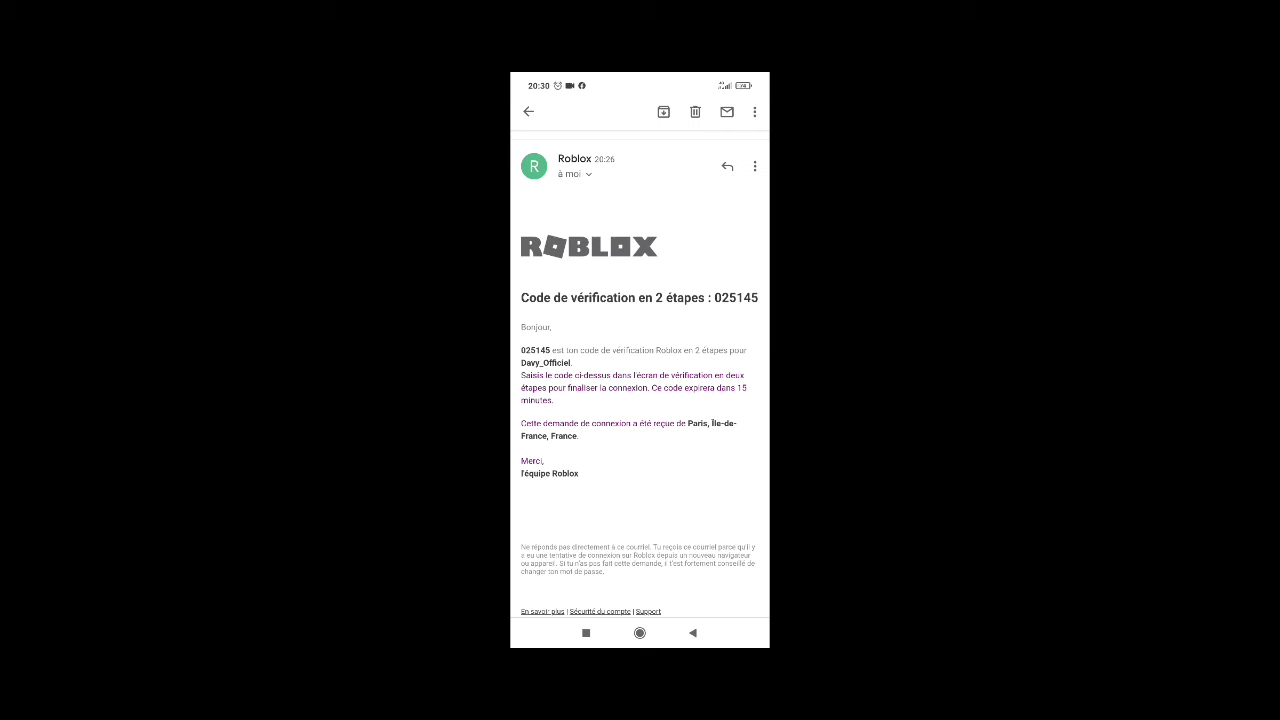 20:30
74
Roblox 20:26
à moi
R
ROBLOX
Code de vérification en 2 étapes : 025145
Bonjour,
025145 est ton code de vérification Roblox en 2 étapes pour
Davy_Officiel.
Saisis le code ci-dessus dans l'écran de vérification en deux
étapes pour finaliser la connexion. Ce code expirera dans 15
minutes.
Cette demande de connexion a été reçue de Paris, Île-de-
France, France.
Merci,
l'équipe Roblox
Ne réponds pas directement à ce courriel. Tu reçois ce courriel parce qu'il y
a eu une tentative de connexion sur Roblox depuis un nouveau navigateur
ou appareil. Si tu n'as pas fait cette demande, il t'est fortement conseillé de
changer ton mot de passe.
En savoir plus | Sécurité du compte | Support